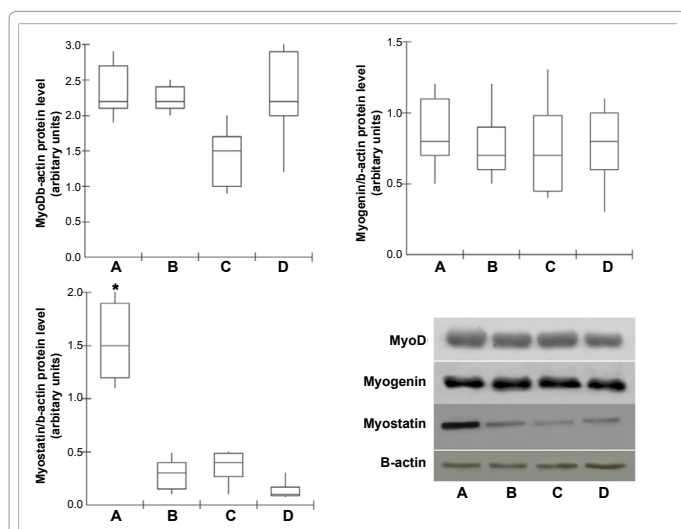 3.0
2.5
2.0
1.5
1.0
0.5
0.0
MyoDb-actin protein level
(arbitary units)
A B C D
1.5
1.0
0.5
0.0
Myogenin/b-actin protein level
(arbitary units)
A B C D
2.0
1.5
1.0
0.5
0.0
Myostatin/b-actin protein level
(arbitary units)
*
A B C D
MyoD
Myogenin
Myostatin
B-actin
A B C D